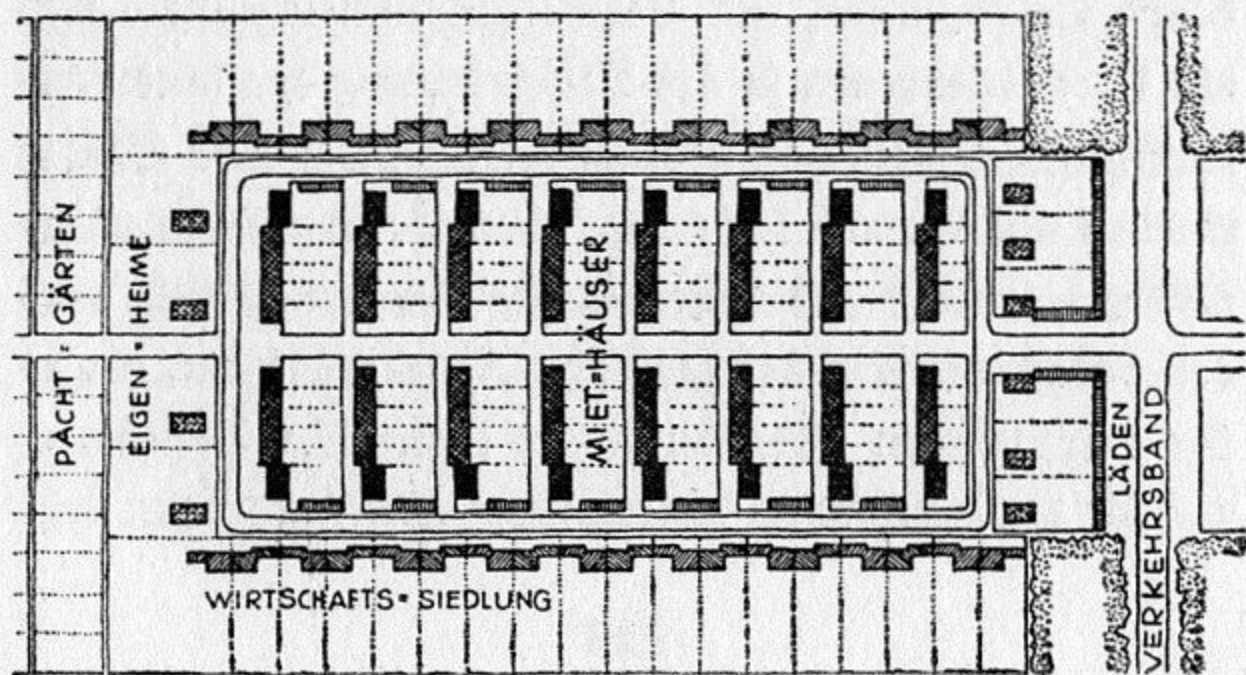 PACHT = GÄRTEN
EIGEN = HEIME
MIET=HÄUSER
LÄDEN
VERKEHRSBAND
WIRTSCHAFTS= SIEDLUNG